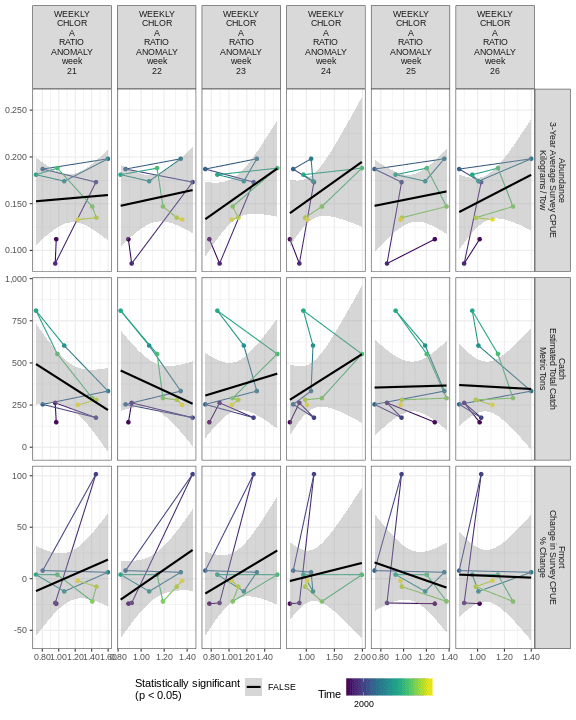 WEEKLY
CHLOR
A
RATIO
ANOMALY
week
21
WEEKLY
CHLOR
A
RATIO
ANOMALY
week
22
WEEKLY
CHLOR
A
RATIO
ANOMALY
week
23
WEEKLY
CHLOR
A
RATIO
ANOMALY
week
24
WEEKLY
CHLOR
A
RATIO
ANOMALY
week
25
WEEKLY
CHLOR
A
RATIO
ANOMALY
week
26
0.250
0.200
0.150
0.100
Abundance
3-Year Average Survey CPUE
Kilograms / Tow
1,000
750
500
250
0
Catch
Estimated Total Catch
Metric Tons
100
50
0
-50
Fmort
Change in Survey CPUE
% Change
0.80 1.00 1.20 1.40 1.60
0.80 1.00 1.20 1.40
0.80 1.00 1.20 1.40
1.00 2.00
0.80 1.00 1.20 1.40
1.00 1.20 1.40
Statistically significant
(p < 0.05)
FALSE
Time
2000